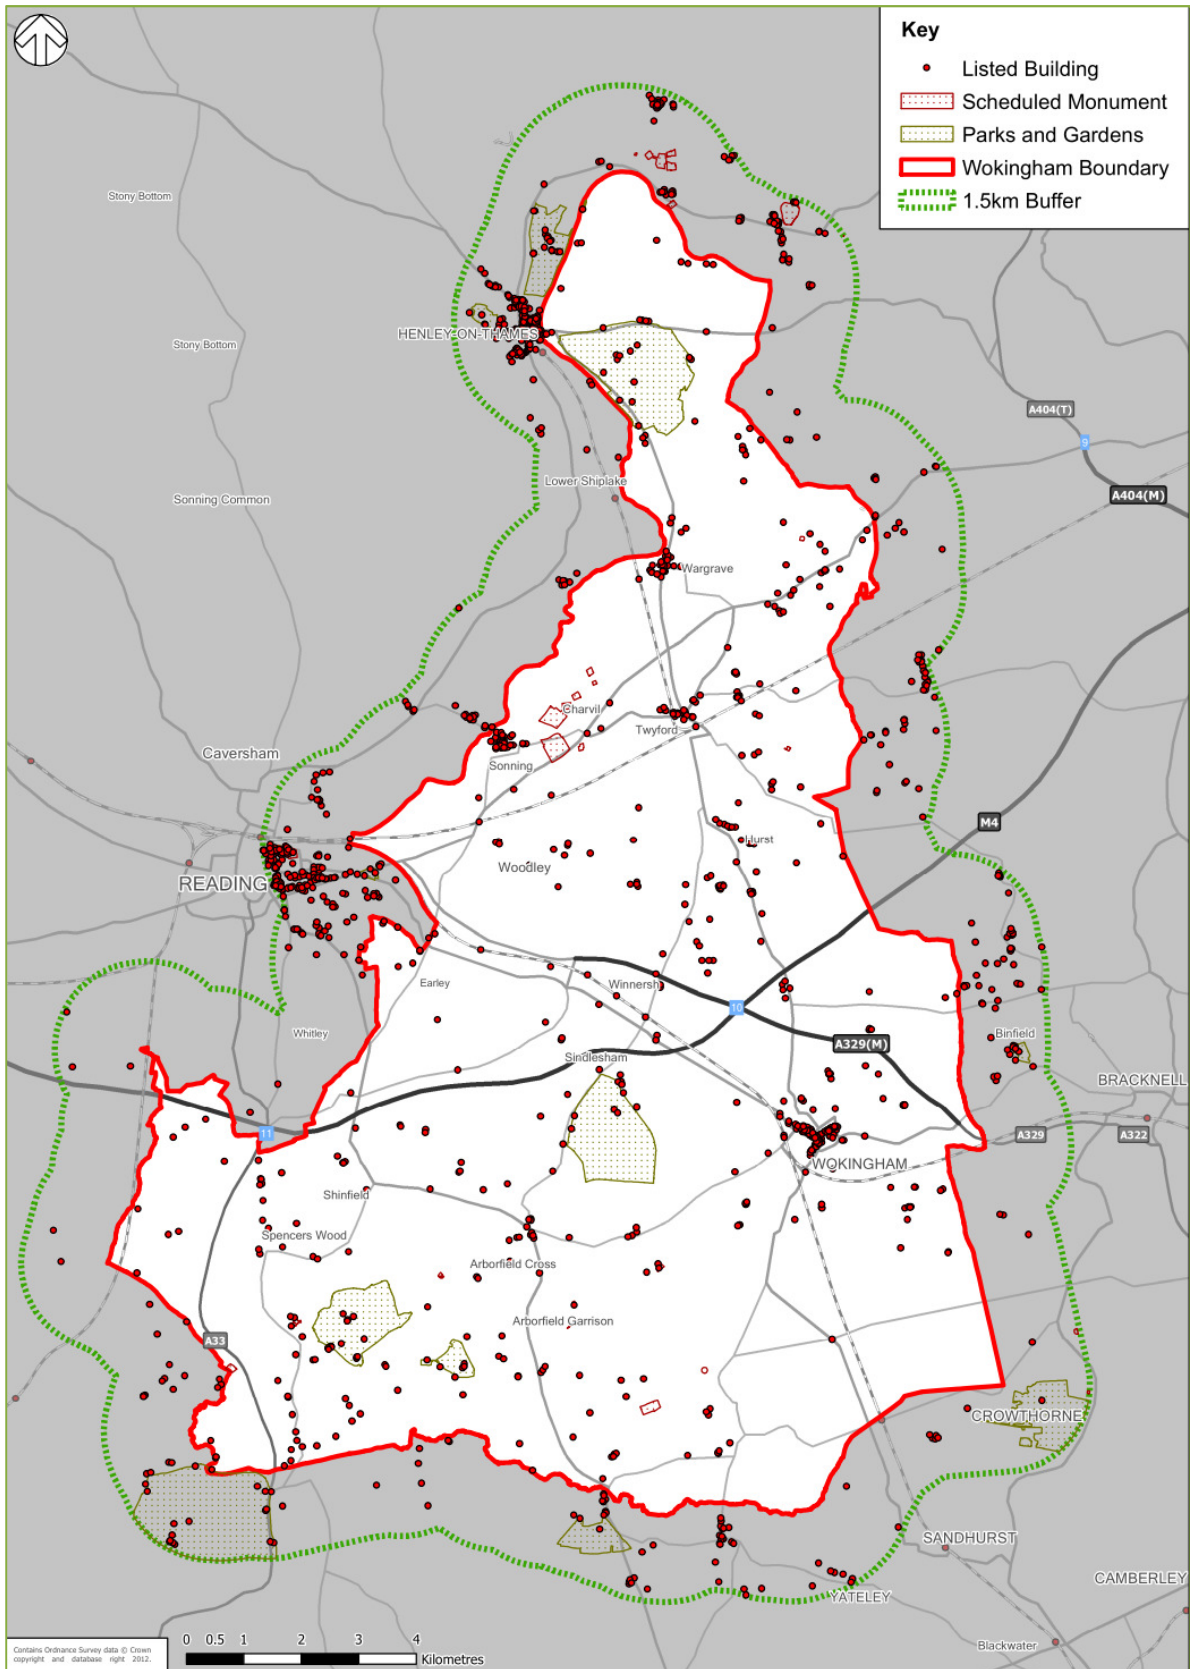 Key
Listed Building
Scheduled Monument
Parks and Gardens
Wokingham Boundary
1.5km Buffer
Stony Bottom
HENLEY-ON-THAMES
Stony Bottom
A404(T)
9
Lower Shiplake
Sonning Common
A404(M)
Wargrave
Charvil
Twyford
Caversham
Sonning
M4
Hurst
Woodley
READING
Earley
Winnersh
10
Whitley
Binfield
A329(M)
Sindlesham
BRACKNELL
11
A329
A322
WOKINGHAM
Shinfield
Spencers Wood
Arborfield Cross
Arborfield Garrison
A33
CROWTHORNE
SANDHURST
CAMBERLEY
YATELEY
Blackwater
Contains Ordnance Survey data © Crown
copyright and database right 2012.
0 0.5 1 2 3 4
Kilometres